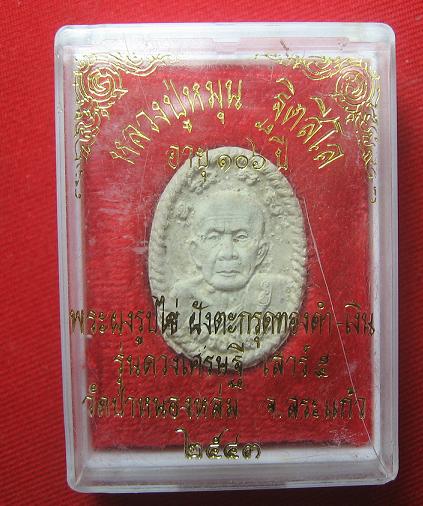 หลวงปู่หมุน ฐิตสีโล
อายุ ๑๐๖ ปี
พระผงรูปไข่ ฝังตะกรุดทองคำ-เงิน
รุ่นดวงเศรษฐี เสาร์ ๕
วัดป่าหนองหล่ม จ.สระแก้ว
๒๕๔๓